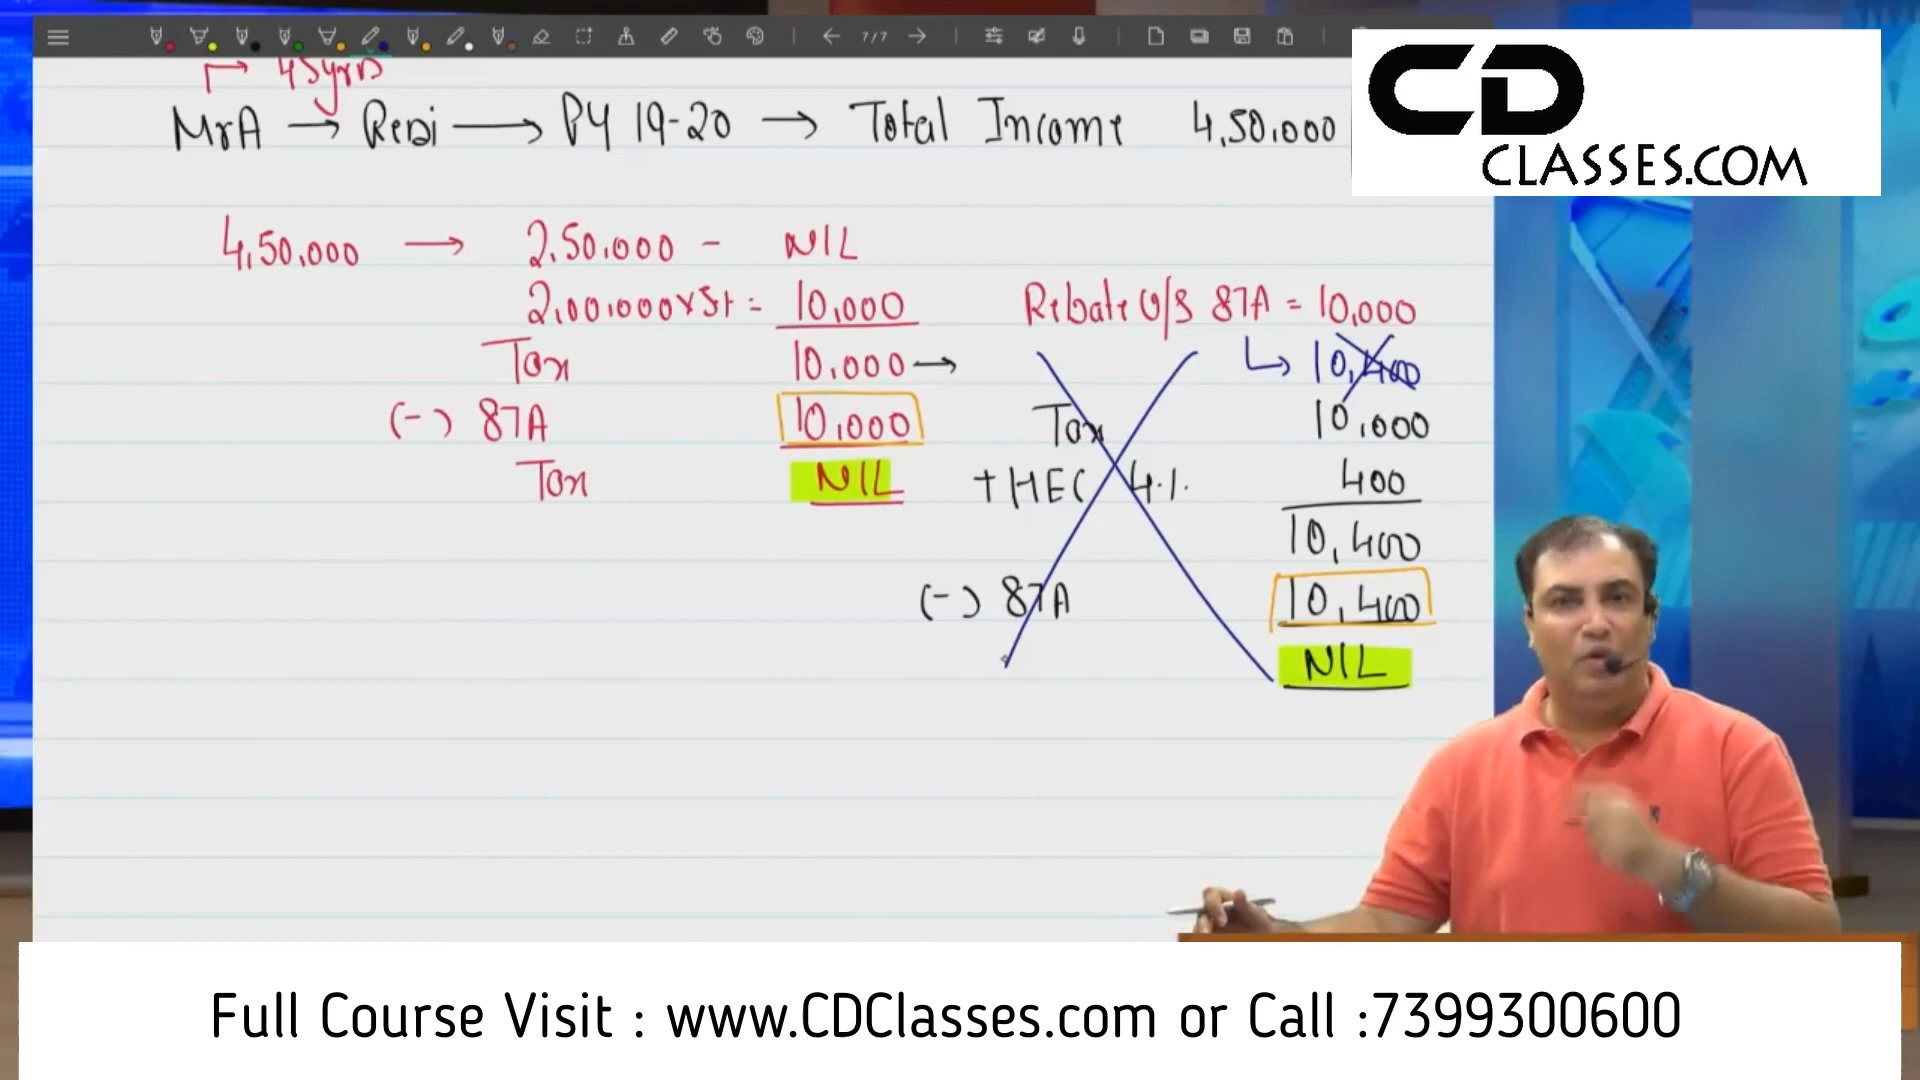 7/7
45yrs
MrA → Resi → PY 19-20 → Total Income 4,50,000
CD
CLASSES.COM
4,50,000 → 2,50,000 - NIL
2,00,000 x 5% = 10,000
Rebate U/S 87A = 10,000
Tax 10,000 →
↳ 10,400
(-) 87A 10,000
Tax 10,000
Tax NIL
+ HEC 4% 400
10,400
(-) 87A 10,400
NIL
Full Course Visit : www.CDClasses.com or Call :7399300600